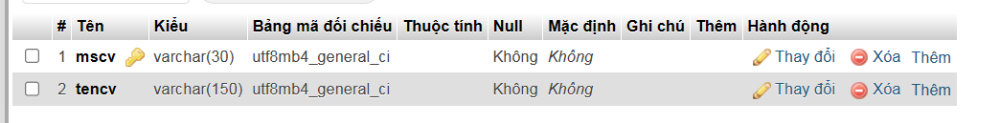 # Tên Kiểu Bảng mã đối chiếu Thuộc tính Null Mặc định Ghi chú Thêm Hành động
1 mscv varchar(30) utf8mb4_general_ci Không Không Thay đổi Xóa Thêm
2 tencv varchar(150) utf8mb4_general_ci Không Không Thay đổi Xóa Thêm